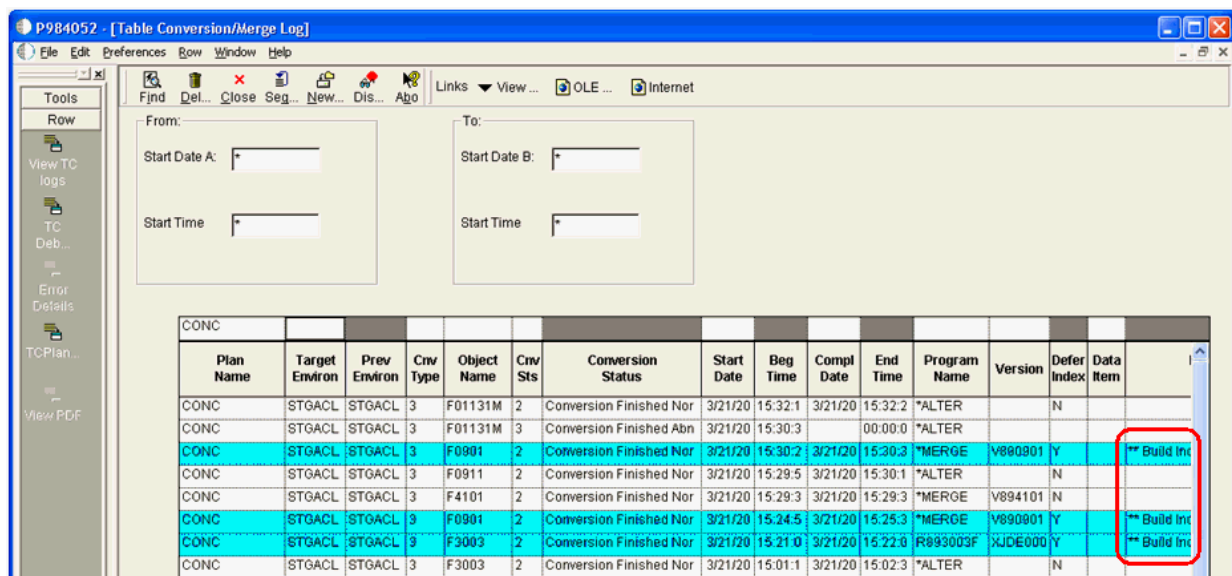 P984052 - [Table Conversion/Merge Log]
File Edit Preferences Row Window Help
Tools
Row
View TC logs
TC Deb...
Error Details
TCPlan...
View PDF
Find Del... Close Seq... New... Dis... Abo Links View ... OLE ... Internet
From:
Start Date A: *
Start Time *
To:
Start Date B: *
Start Time *
CONC
Plan Name Target Environ Prev Environ Cnv Type Object Name Cnv Sts Conversion Status Start Date Beg Time Compl Date End Time Program Name Version Defer Index Data Item
CONC STGACL STGACL 3 F01131M 2 Conversion Finished Nor 3/21/20 15:32:1 3/21/20 15:32:2 *ALTER N
CONC STGACL STGACL 3 F01131M 3 Conversion Finished Abn 3/21/20 15:30:3 00:00:0 *ALTER
CONC STGACL STGACL 3 F0901 2 Conversion Finished Nor 3/21/20 15:30:2 3/21/20 15:30:3 *MERGE V890901 Y ** Build Ind
CONC STGACL STGACL 3 F0911 2 Conversion Finished Nor 3/21/20 15:29:5 3/21/20 15:30:1 *ALTER N
CONC STGACL STGACL 3 F4101 2 Conversion Finished Nor 3/21/20 15:29:3 3/21/20 15:29:3 *MERGE V894101 N
CONC STGACL STGACL 9 F0901 2 Conversion Finished Nor 3/21/20 15:24:5 3/21/20 15:25:3 *MERGE V890901 Y ** Build Ind
CONC STGACL STGACL 9 F3003 2 Conversion Finished Nor 3/21/20 15:21:0 3/21/20 15:22:0 R893003F XJDE000 Y ** Build Ind
CONC STGACL STGACL 3 F3003 2 Conversion Finished Nor 3/21/20 15:01:1 3/21/20 15:02:3 *ALTER N